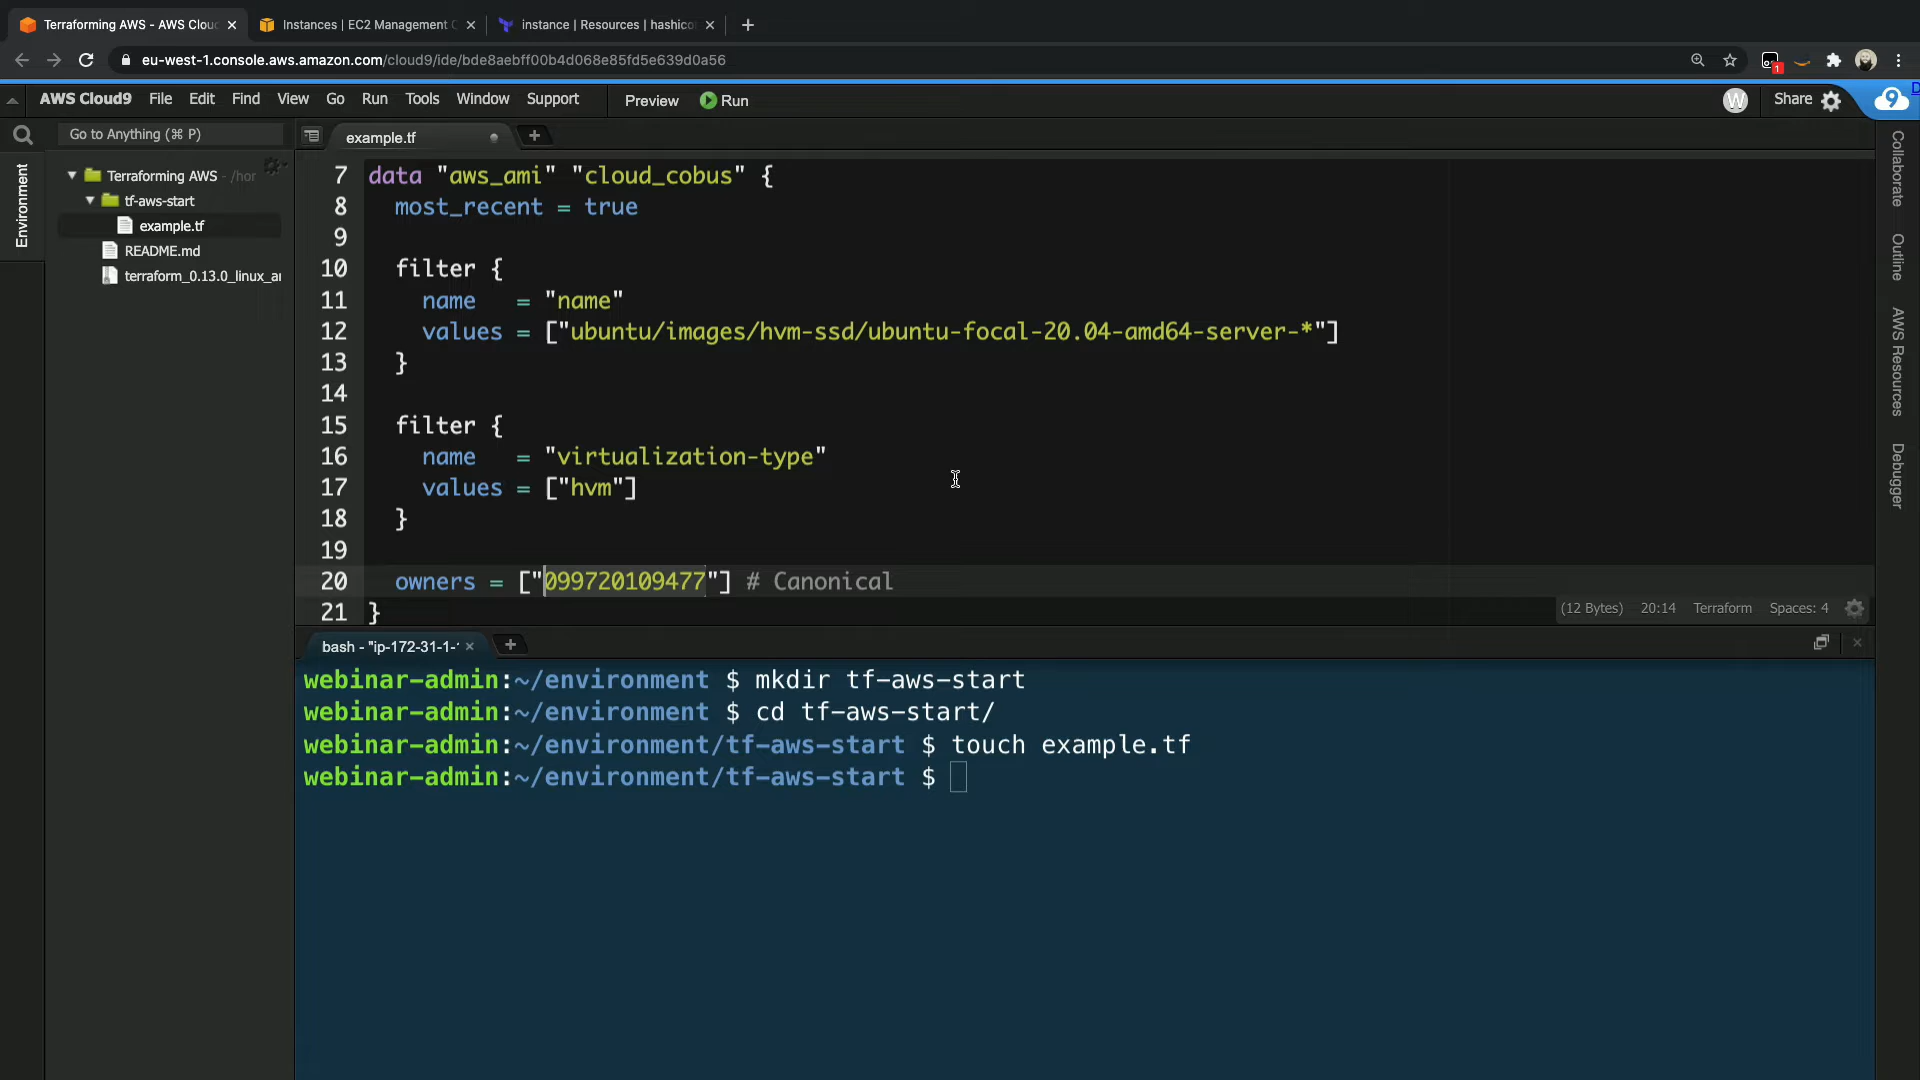 Terraforming AWS - AWS Clou
Instances | EC2 Management C
instance | Resources | hashico
eu-west-1.console.aws.amazon.com/cloud9/ide/bde8aebff00b4d068e85fd5e639d0a56
1
AWS Cloud9 File Edit Find View Go Run Tools Window Support Preview Run W Share 9 D
Go to Anything (⌘ P)
example.tf
Environment
Terraforming AWS - /hor
tf-aws-start
example.tf
README.md
terraform_0.13.0_linux_ar
7 data "aws_ami" "cloud_cobus" {
8 most_recent = true
9
10 filter {
11 name = "name"
12 values = ["ubuntu/images/hvm-ssd/ubuntu-focal-20.04-amd64-server-*"]
13 }
14
15 filter {
16 name = "virtualization-type"
17 values = ["hvm"]
18 }
19
20 owners = ["099720109477"] # Canonical
21 }
(12 Bytes) 20:14 Terraform Spaces: 4
Collaborate
Outline
AWS Resources
Debugger
bash - "ip-172-31-1-
webinar-admin:~/environment $ mkdir tf-aws-start
webinar-admin:~/environment $ cd tf-aws-start/
webinar-admin:~/environment/tf-aws-start $ touch example.tf
webinar-admin:~/environment/tf-aws-start $